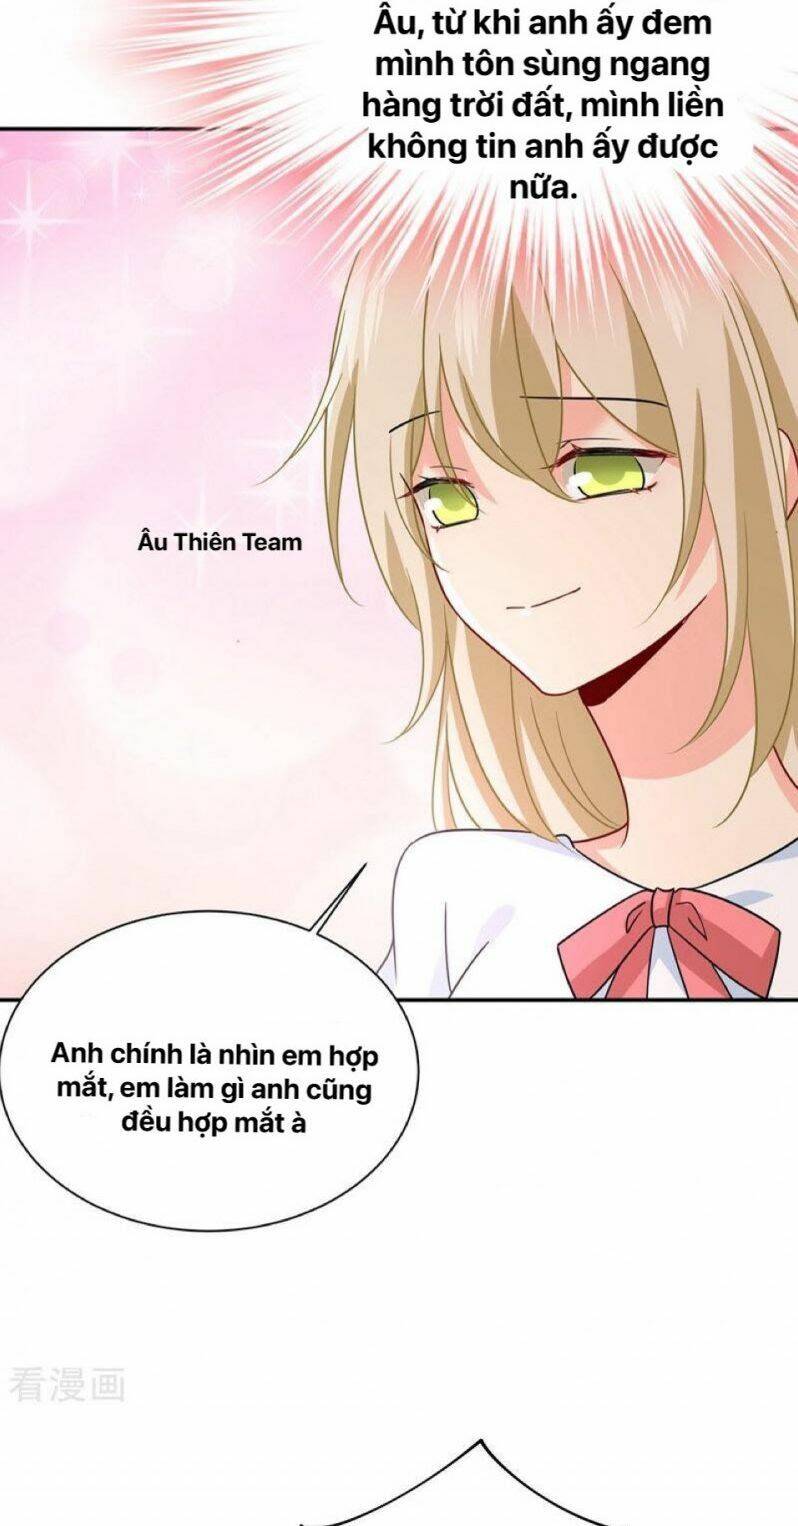 Âu, từ khi anh ấy đem
mình tôn sùng ngang
hàng trời đất, mình liền
không tin anh ấy được
nữa.
Âu Thiên Team
Anh chính là nhìn em hợp
mắt, em làm gì anh cũng
đều hợp mắt à
看漫画